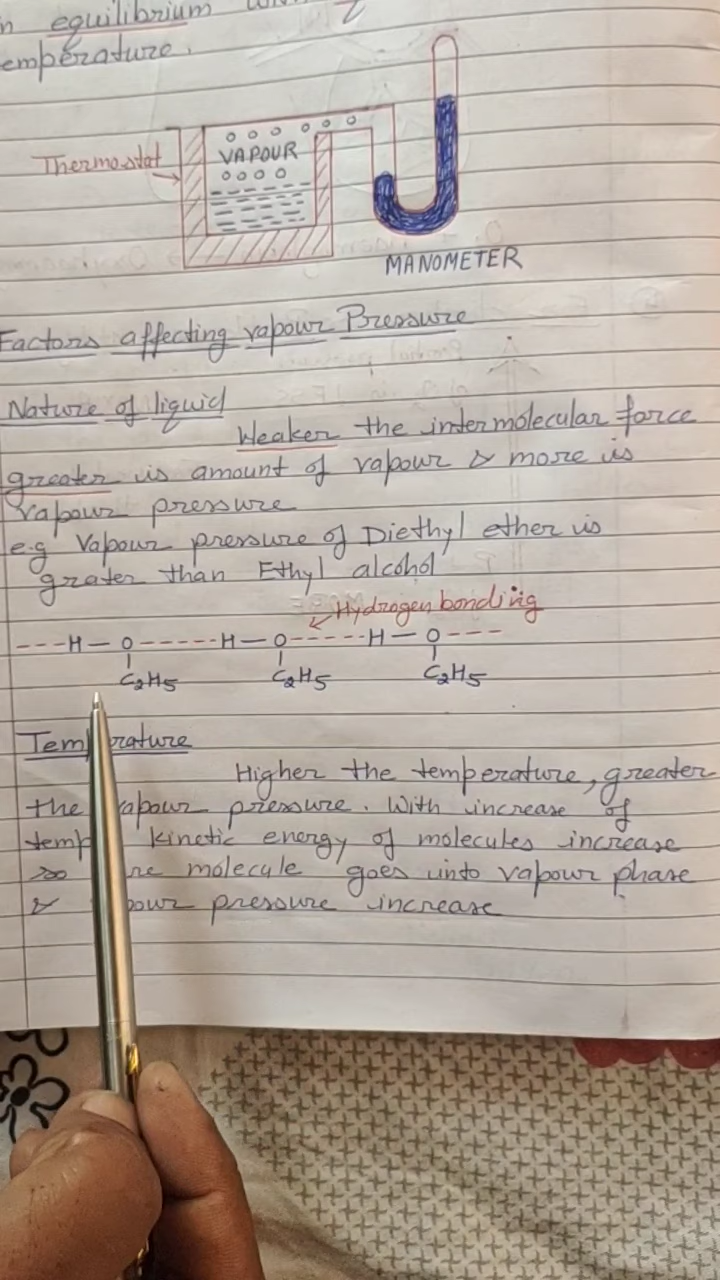 n equilibrium
emperature.
Thermostat
VAPOUR
MANOMETER
Factors affecting vapour Pressure
Nature of liquid
Weaker the intermolecular force
greater is amount of vapour & more is
vapour pressure
e.g Vapour pressure of Diethyl ether is
grater than Ethyl alcohol
Hydrogen bonding
---H—O-----H—O-----H—O---
C₂H₅ C₂H₅ C₂H₅
Temp rature
Higher the temperature, greater
the apour pressure. With increase of
temp kinetic energy of molecules increase
so re molecule goes into vapour phase
& pour pressure increase